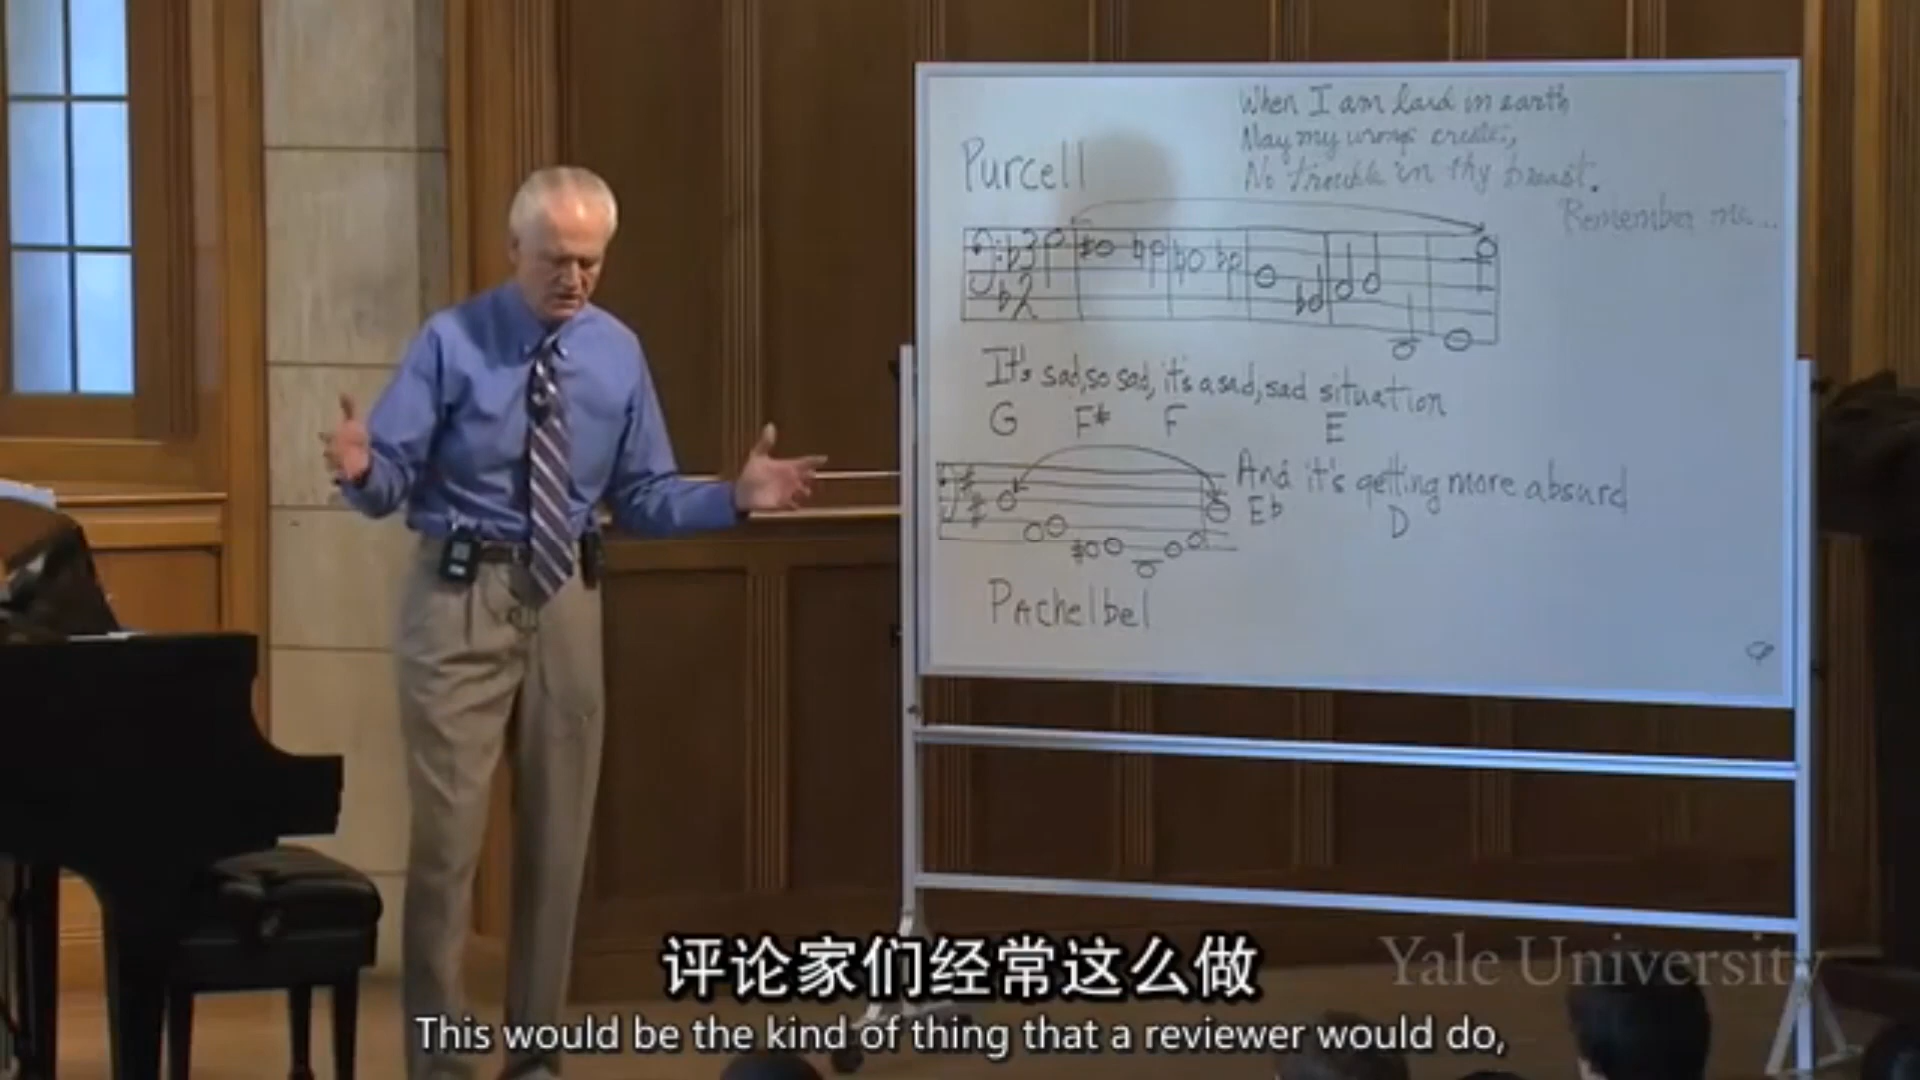 When I am laid in earth
May my wrongs create,
No trouble in thy breast.
Remember me...
Purcell
It's sad, so sad, it's a sad, sad situation
G F# F E
And it's getting more absurd
Eb D
Pachelbel
评论家们经常这么做
Yale University
This would be the kind of thing that a reviewer would do,